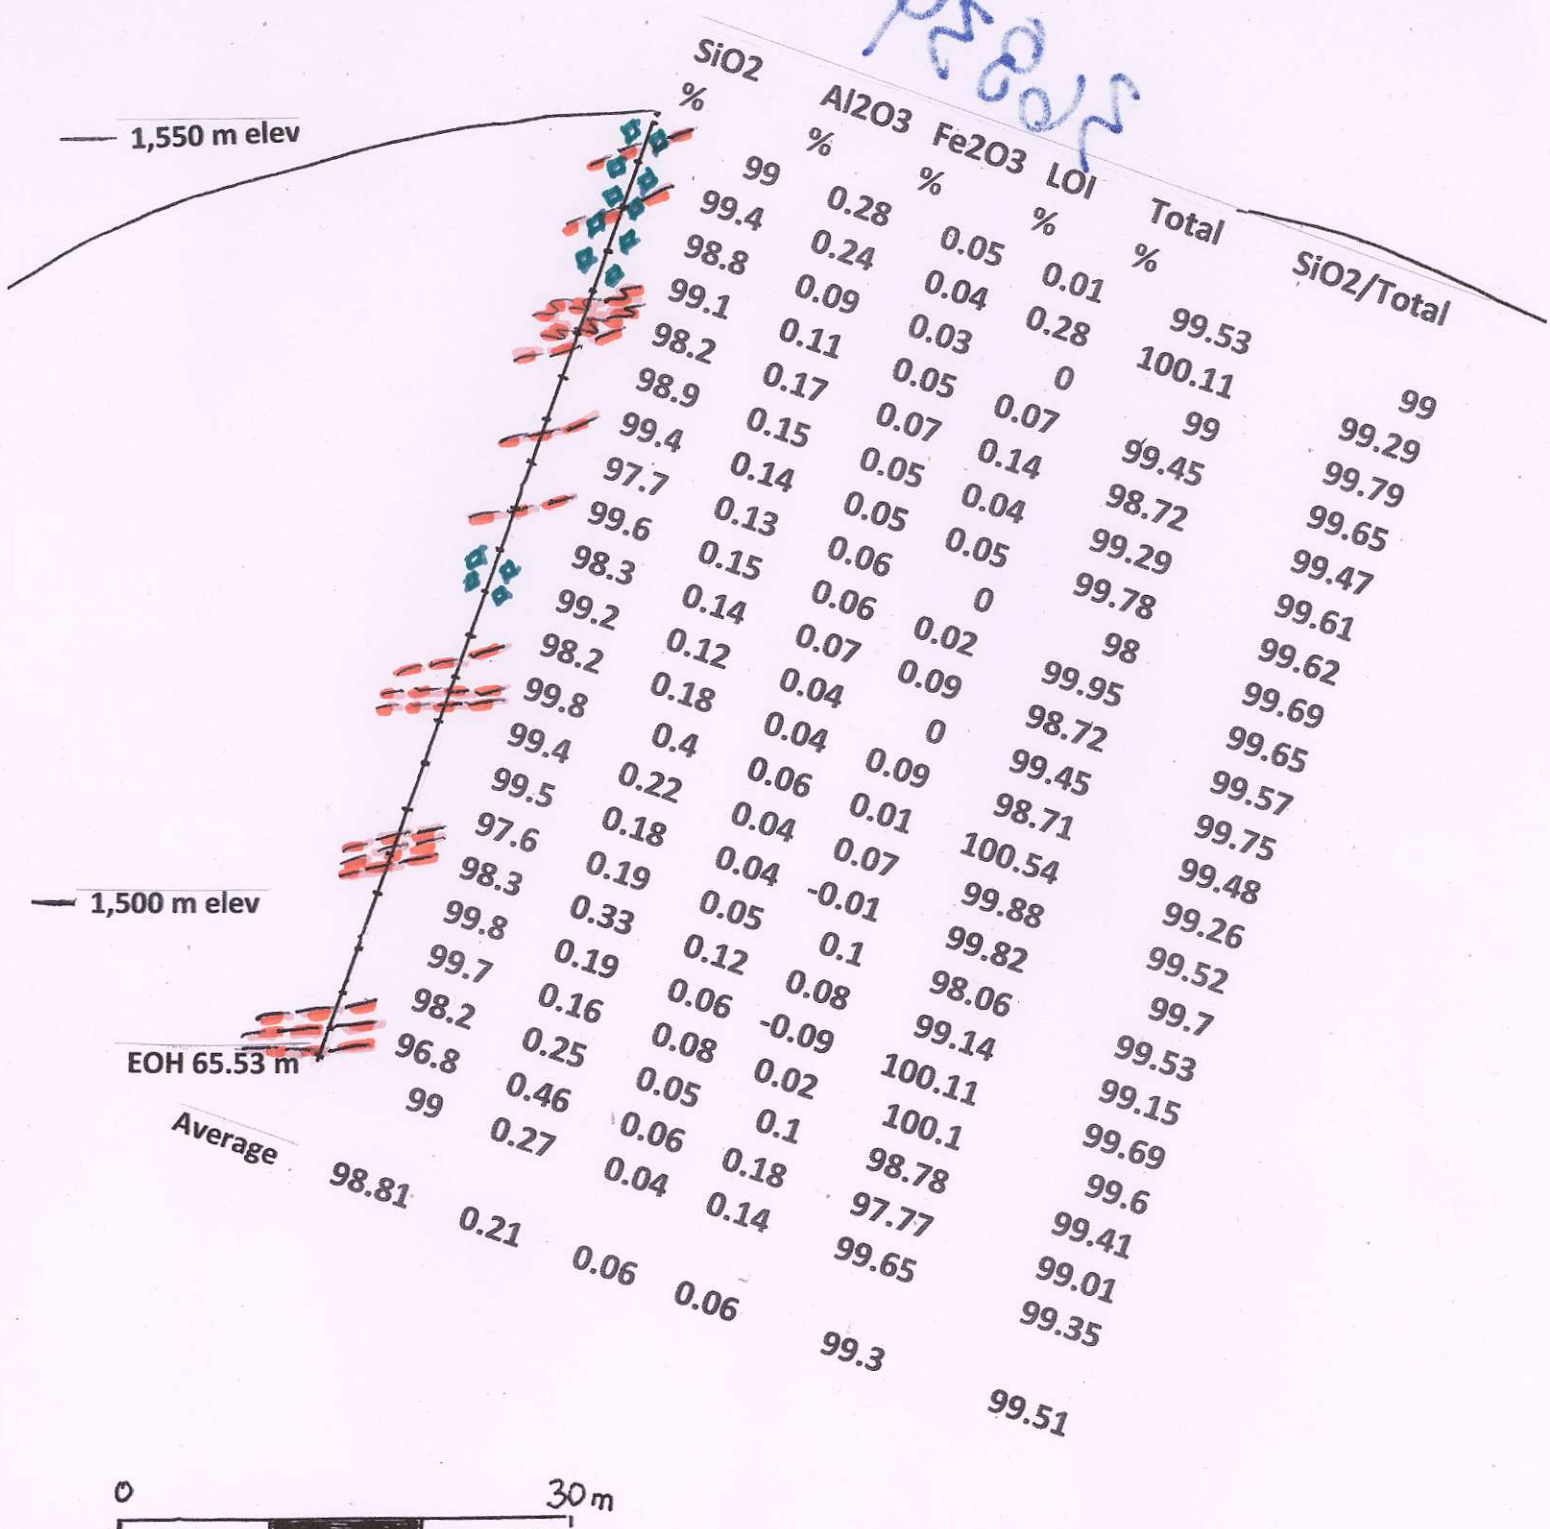 SiO2 Al2O3 Fe2O3 LOI Total SiO2/Total
% % % % %
1,550 m elev
99 0.28 0.05 0.01 99.53 99
99.4 0.24 0.04 0.28 100.11 99.29
98.8 0.09 0.03 0 99 99.79
99.1 0.11 0.05 0.07 99.45 99.65
98.2 0.17 0.07 0.14 98.72 99.47
98.9 0.15 0.05 0.04 99.29 99.61
99.4 0.14 0.05 0.05 99.78 99.62
97.7 0.13 0.06 0 98 99.69
99.6 0.15 0.06 0.02 99.95 99.65
98.3 0.14 0.07 0.09 98.72 99.57
99.2 0.12 0.04 0 99.45 99.75
98.2 0.18 0.04 0.09 98.71 99.48
99.8 0.4 0.06 0.01 100.54 99.26
99.4 0.22 0.04 0.07 99.88 99.52
99.5 0.18 0.04 -0.01 99.82 99.7
97.6 0.19 0.05 0.1 98.06 99.53
98.3 0.33 0.12 0.08 99.14 99.15
99.8 0.19 0.06 -0.09 100.11 99.69
99.7 0.16 0.08 0.02 100.1 99.6
98.2 0.25 0.05 0.1 98.78 99.41
96.8 0.46 0.06 0.18 97.77 99.01
99 0.27 0.04 0.14 99.65 99.35
1,500 m elev
EOH 65.53 m
Average 98.81 0.21 0.06 0.06 99.3 99.51
0 30 m